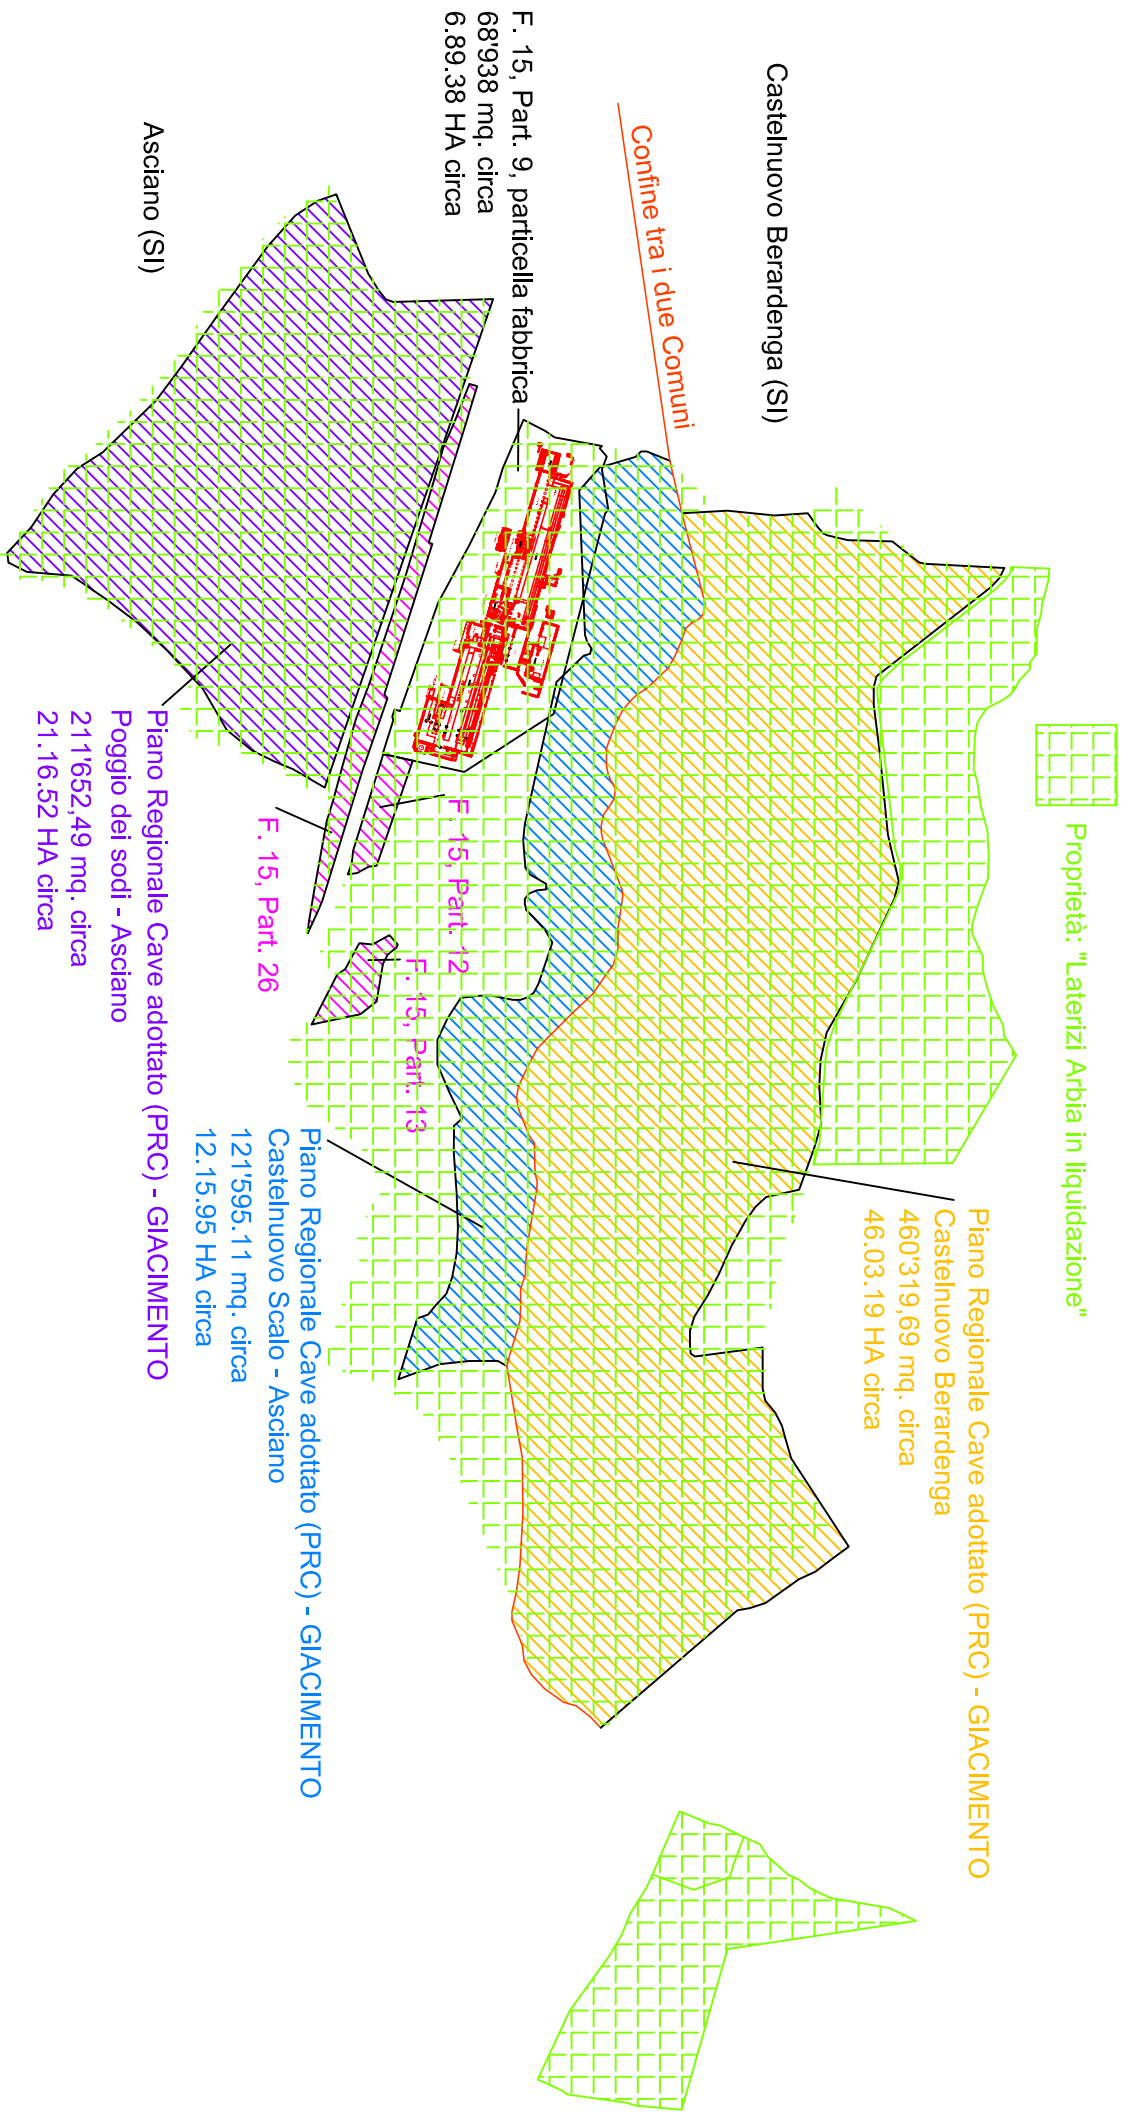 Proprietà: "Laterizi Arbia in liquidazione"
Piano Regionale Cave adottato (PRC) - GIACIMENTO
Castelnuovo Berardenga
460'319,69 mq. circa
46.03.19 HA circa
Castelnuovo Berardenga (SI)
Confine tra i due Comuni
F. 15, Part. 9, particella fabbrica
68'938 mq. circa
6.89.38 HA circa
F. 15, Part. 12
F. 15, Part. 13
F. 15, Part. 26
Piano Regionale Cave adottato (PRC) - GIACIMENTO
Castelnuovo Scalo - Asciano
121'595.11 mq. circa
12.15.95 HA circa
Asciano (SI)
Piano Regionale Cave adottato (PRC) - GIACIMENTO
Poggio dei sodi - Asciano
211'652,49 mq. circa
21.16.52 HA circa